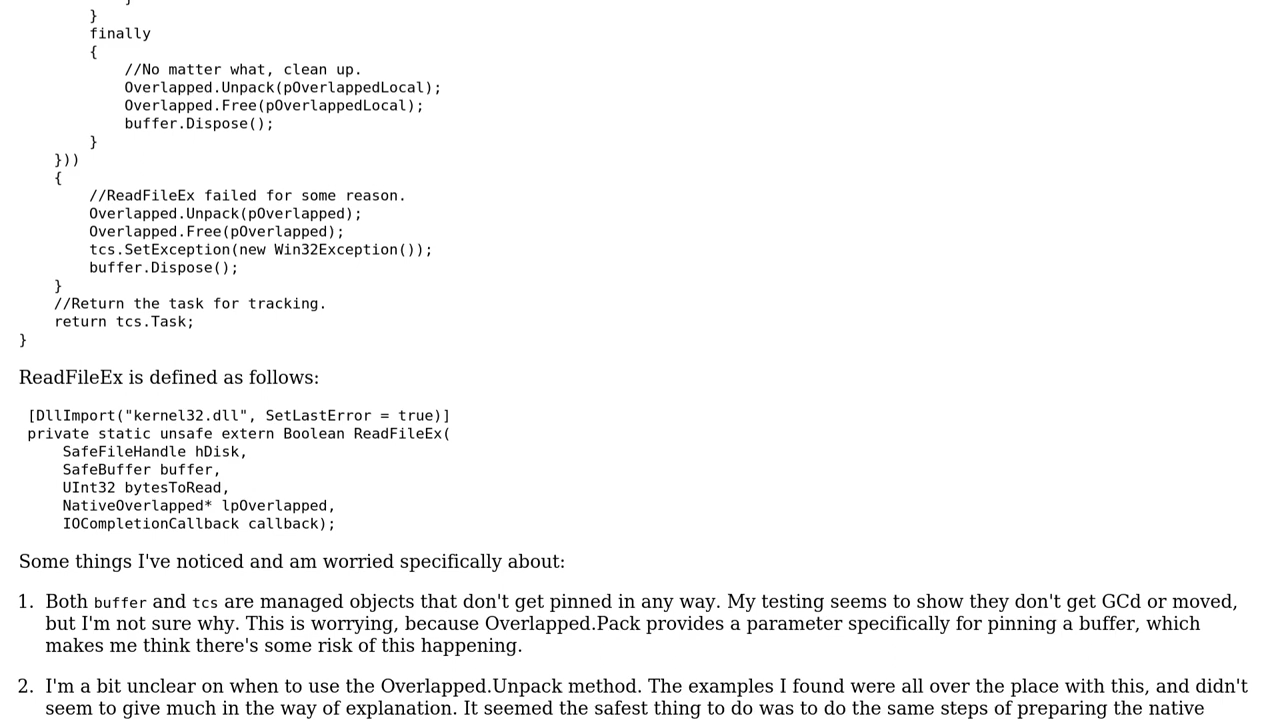 }
finally
{
//No matter what, clean up.
Overlapped.Unpack(pOverlappedLocal);
Overlapped.Free(pOverlappedLocal);
buffer.Dispose();
}
}))
{
//ReadFileEx failed for some reason.
Overlapped.Unpack(pOverlapped);
Overlapped.Free(pOverlapped);
tcs.SetException(new Win32Exception());
buffer.Dispose();
}
//Return the task for tracking.
return tcs.Task;
}
ReadFileEx is defined as follows:
[DllImport("kernel32.dll", SetLastError = true)]
private static unsafe extern Boolean ReadFileEx(
SafeFileHandle hDisk,
SafeBuffer buffer,
UInt32 bytesToRead,
NativeOverlapped* lpOverlapped,
IOCompletionCallback callback);
Some things I've noticed and am worried specifically about:
1. Both buffer and tcs are managed objects that don't get pinned in any way. My testing seems to show they don't get GCd or moved,
but I'm not sure why. This is worrying, because Overlapped.Pack provides a parameter specifically for pinning a buffer, which
makes me think there's some risk of this happening.
2. I'm a bit unclear on when to use the Overlapped.Unpack method. The examples I found were all over the place with this, and didn't
seem to give much in the way of explanation. It seemed the safest thing to do was to do the same steps of preparing the native